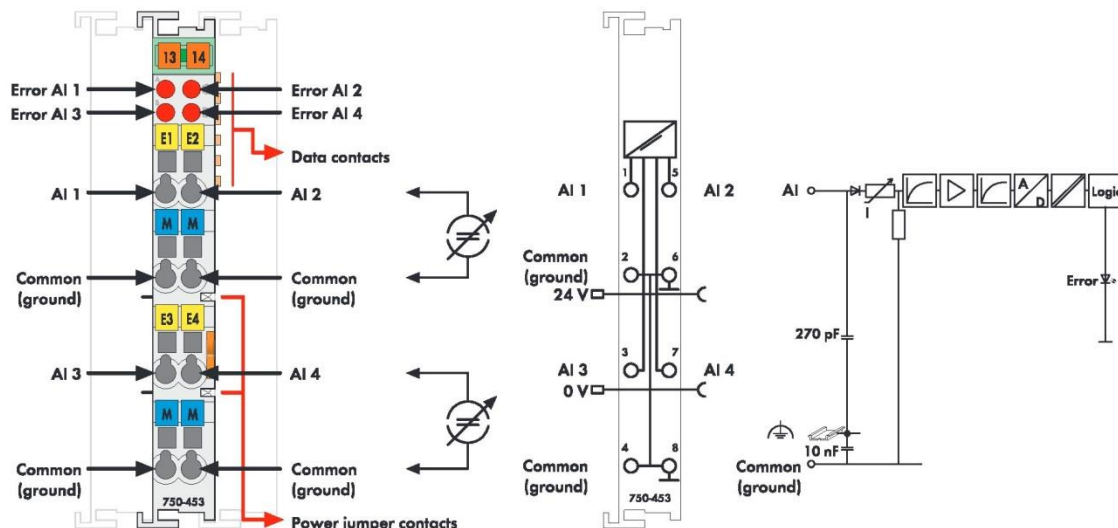 13 14
Error AI 1
Error AI 2
Error AI 3
Error AI 4
E1 E2
Data contacts
AI 1
AI 2
M M
Common
(ground)
Common
(ground)
E3 E4
AI 3
AI 4
M M
Common
(ground)
Common
(ground)
750-453
Power jumper contacts
1 5
AI 1
AI 2
Common
(ground)
2 6
24 V
3 7
AI 3
AI 4
0 V
4 8
Common
(ground)
750-453
AI
I
A
D
Logic
Error
270 pF
10 nF
Common
(ground)